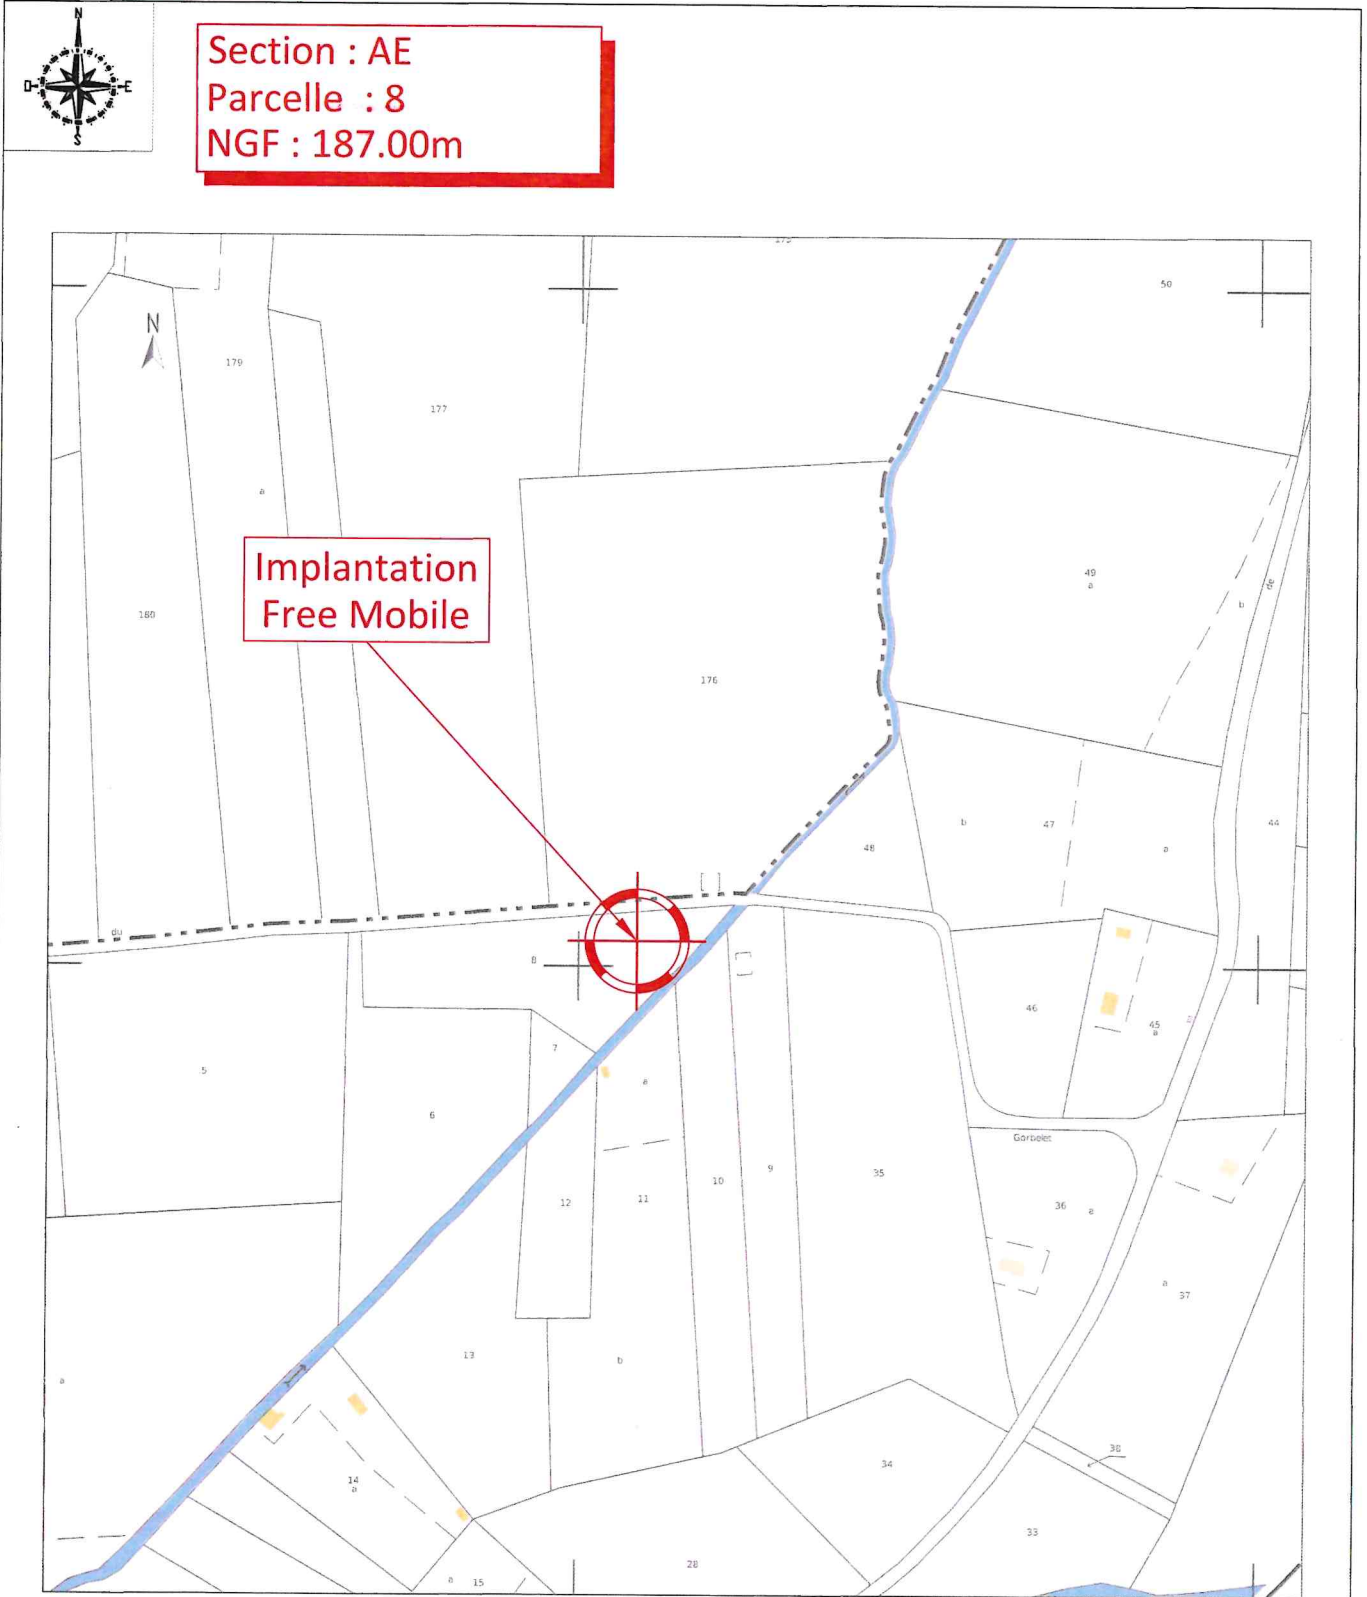 N
O E
S
Section : AE
Parcelle : 8
NGF : 187.00m
50
N
179
177
a
Implantation
Free Mobile
49
a
b
de
180
176
b
47
44
48
a
du
8
46
45
a
7
5
a
6
Gorbelet
35
9
10
12
11
36 a
a
37
13
b
a
38
34
14
a
33
28
a 15